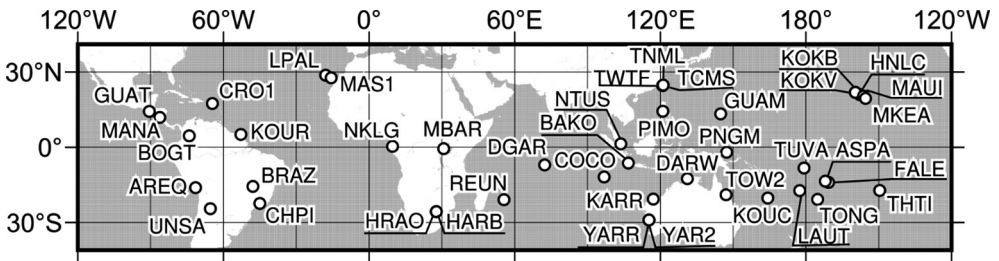 120°W 60°W 0° 60°E 120°E 180° 120°W
TNML
KOKB HNLC
LPAL
30°N TWTF TCMS KOKV MAUI
MAS1
GUAT CRO1 NTUS GUAM MKEA
MANA KOUR NKLG MBAR BAKO PIMO PNGM
0° BOGT DGAR COCO DARW TUVA ASPA FALE
AREQ BRAZ REUN KARR TOW2 THTI
30°S UNSA CHPI HRAO HARB YARR YAR2 KOUC LAUT TONG